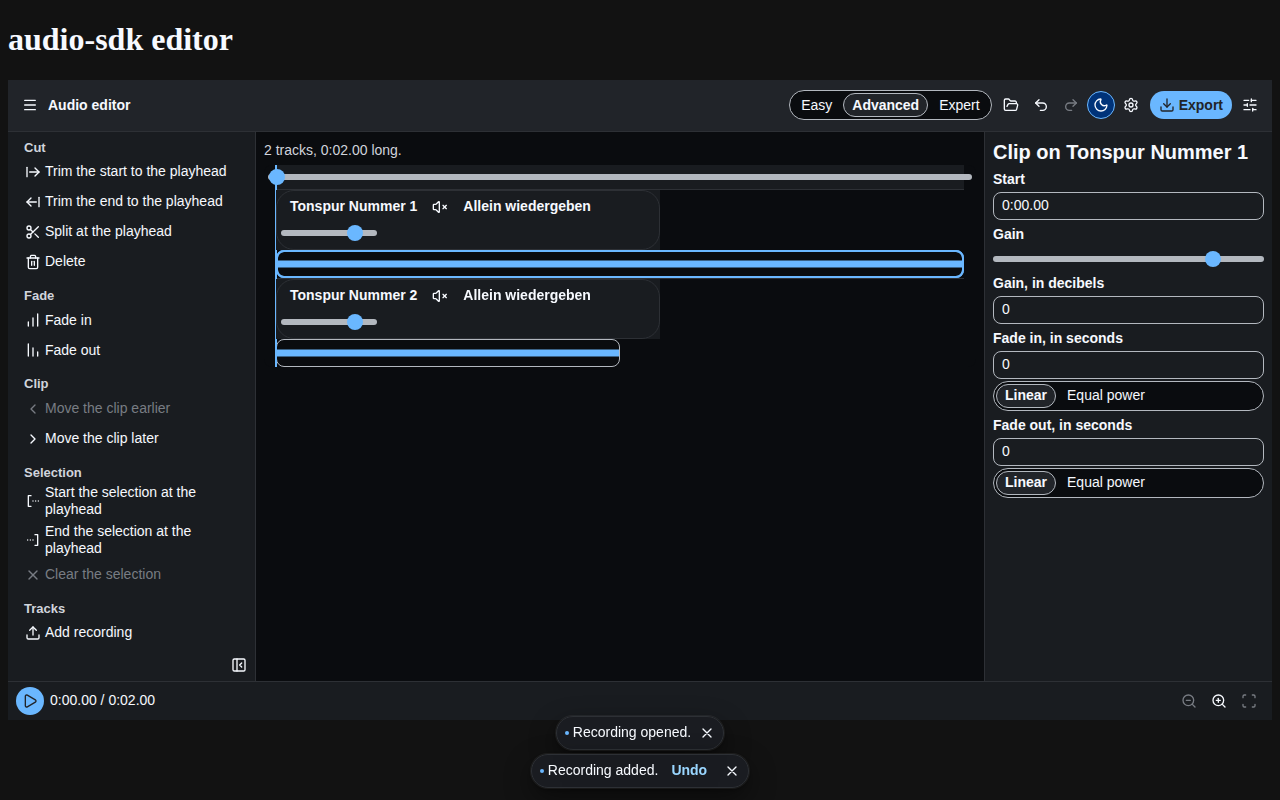 audio-sdk editor
Audio editor
Easy Advanced Expert
Export
Cut
Trim the start to the playhead
Trim the end to the playhead
Split at the playhead
Delete
Fade
Fade in
Fade out
Clip
Move the clip earlier
Move the clip later
Selection
Start the selection at the
playhead
End the selection at the
playhead
Clear the selection
Tracks
Add recording
2 tracks, 0:02.00 long.
Tonspur Nummer 1 Allein wiedergeben
Tonspur Nummer 2 Allein wiedergeben
Clip on Tonspur Nummer 1
Start
0:00.00
Gain
Gain, in decibels
0
Fade in, in seconds
0
Linear Equal power
Fade out, in seconds
0
Linear Equal power
0:00.00 / 0:02.00
Recording opened.
Recording added. Undo